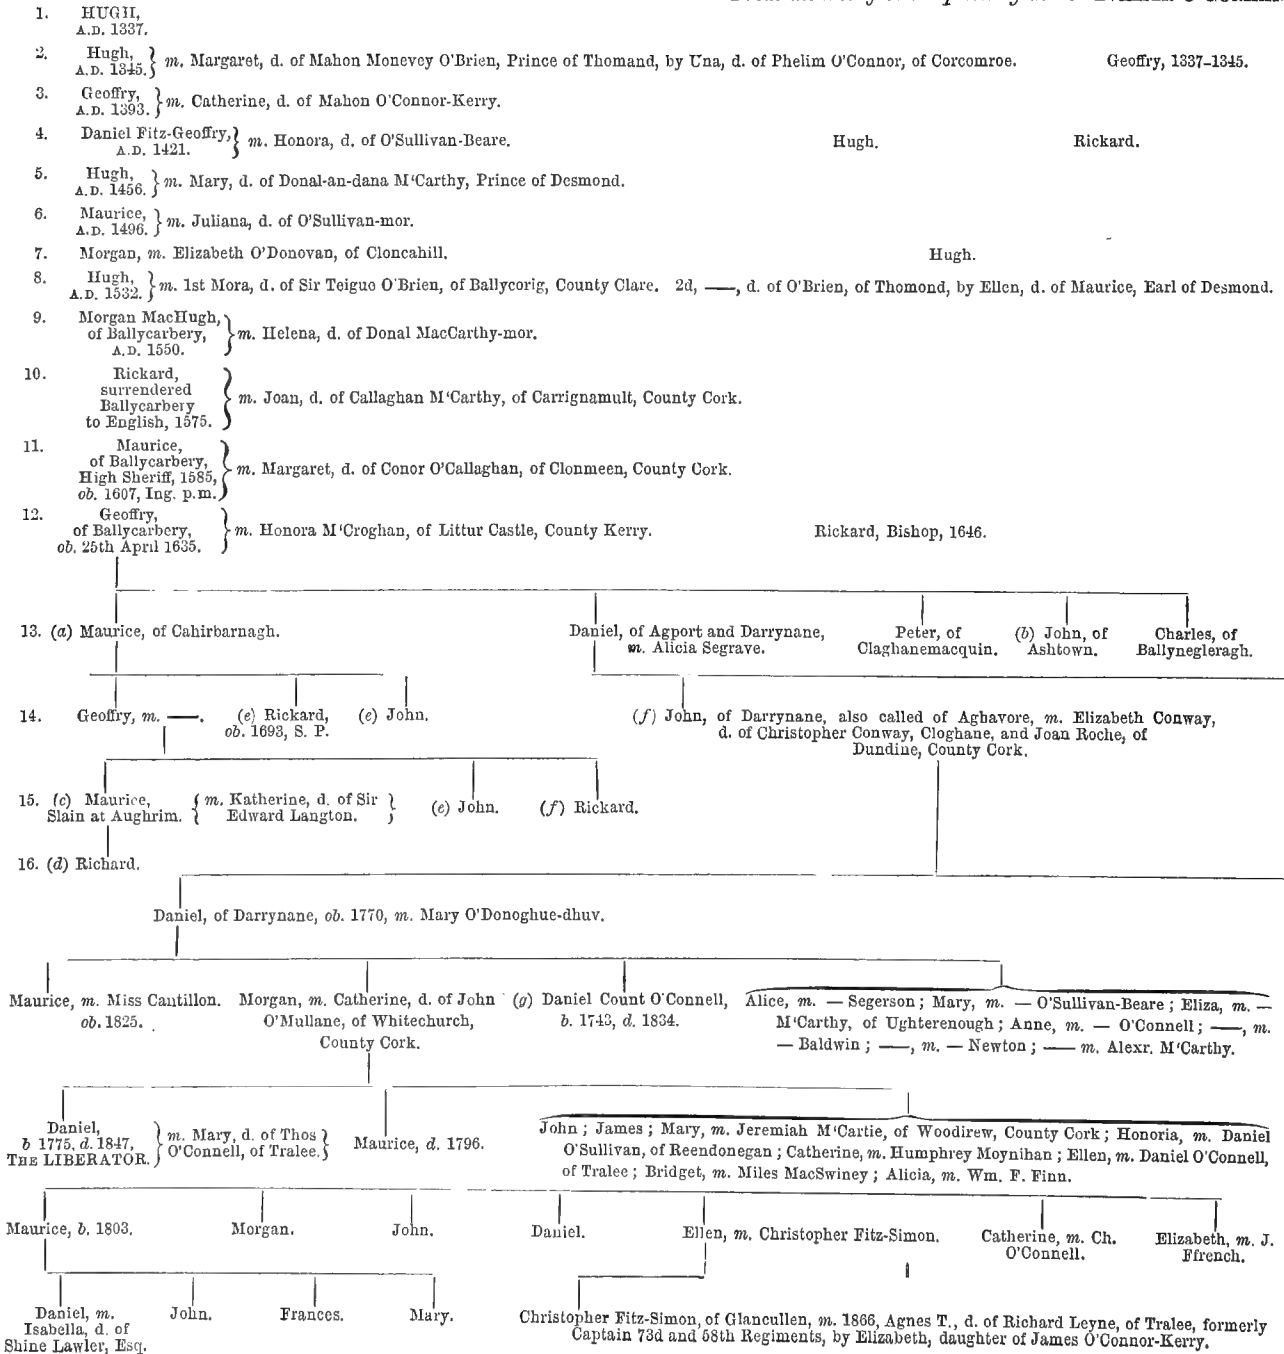 1. HUGH,
A.D. 1337.
2. Hugh,
A.D. 1345. } m. Margaret, d. of Mahon Monevey O'Brien, Prince of Thomand, by Una, d. of Phelim O'Connor, of Corcomroe. Geoffry, 1337-1345.
3. Geoffry,
A.D. 1393. } m. Catherine, d. of Mahon O'Connor-Kerry.
4. Daniel Fitz-Geoffry,
A.D. 1421. } m. Honora, d. of O'Sullivan-Beare. Hugh. Rickard.
5. Hugh,
A.D. 1456. } m. Mary, d. of Donal-an-dana M'Carthy, Prince of Desmond.
6. Maurice,
A.D. 1496. } m. Juliana, d. of O'Sullivan-mor.
7. Morgan, m. Elizabeth O'Donovan, of Cloncahill. Hugh.
8. Hugh,
A.D. 1532. } m. 1st Mora, d. of Sir Teigue O'Brien, of Ballycorig, County Clare. 2d, ——, d. of O'Brien, of Thomond, by Ellen, d. of Maurice, Earl of Desmond.
9. Morgan MacHugh,
of Ballycarbery, } m. Helena, d. of Donal MacCarthy-mor.
A.D. 1550.
10. Rickard,
surrendered
Ballycarbery } m. Joan, d. of Callaghan M'Carthy, of Carrignamult, County Cork.
to English, 1575.
11. Maurice,
of Ballycarbery,
High Sheriff, 1585, } m. Margaret, d. of Conor O'Callaghan, of Clonmeen, County Cork.
ob. 1607, Ing. p.m.
12. Geoffry,
of Ballycarbery, } m. Honora M'Croghan, of Littur Castle, County Kerry. Rickard, Bishop, 1646.
ob. 25th April 1635.
13. (a) Maurice, of Cahirbarnagh. Daniel, of Agport and Darrynane, Peter, of (b) John, of Charles, of
m. Alicia Segrave. Claghanemacquin. Ashtown. Ballynegleragh.
14. Geoffry, m. ——. (e) Rickard, (e) John. (f) John, of Darrynane, also called of Aghavore, m. Elizabeth Conway,
ob. 1693, S. P. d. of Christopher Conway, Cloghane, and Joan Roche, of
Dundine, County Cork.
15. (c) Maurice, { m. Katherine, d. of Sir } (e) John. (f) Rickard.
Slain at Aughrim. { Edward Langton. }
16. (d) Richard.
Daniel, of Darrynane, ob. 1770, m. Mary O'Donoghue-dhuv.
Maurice, m. Miss Cantillon. Morgan, m. Catherine, d. of John (g) Daniel Count O'Connell, Alice, m. — Segerson; Mary, m. — O'Sullivan-Beare; Eliza, m. —
ob. 1825. O'Mullane, of Whitechurch, b. 1743, d. 1834. M'Carthy, of Ughterenough; Anne, m. — O'Connell; ——, m.
County Cork. — Baldwin; ——, m. — Newton; —— m. Alexr. M'Carthy.
Daniel,
b 1775, d. 1847, } m. Mary, d. of Thos } Maurice, d. 1796. John; James; Mary, m. Jeremiah M'Cartie, of Woodirew, County Cork; Honoria, m. Daniel
THE LIBERATOR. } O'Connell, of Tralee. } O'Sullivan, of Reendonegan; Catherine, m. Humphrey Moynihan; Ellen, m. Daniel O'Connell,
of Tralee; Bridget, m. Miles MacSwiney; Alicia, m. Wm. F. Finn.
Maurice, b. 1803. Morgan. John. Daniel. Ellen, m. Christopher Fitz-Simon. Catherine, m. Ch. Elizabeth, m. J.
O'Connell. Ffrench.
Daniel, m. John. Frances. Mary. Christopher Fitz-Simon, of Glancullen, m. 1866, Agnes T., d. of Richard Leyne, of Tralee, formerly
Isabella, d. of Captain 73d and 58th Regiments, by Elizabeth, daughter of James O'Connor-Kerry.
Shine Lawler, Esq.